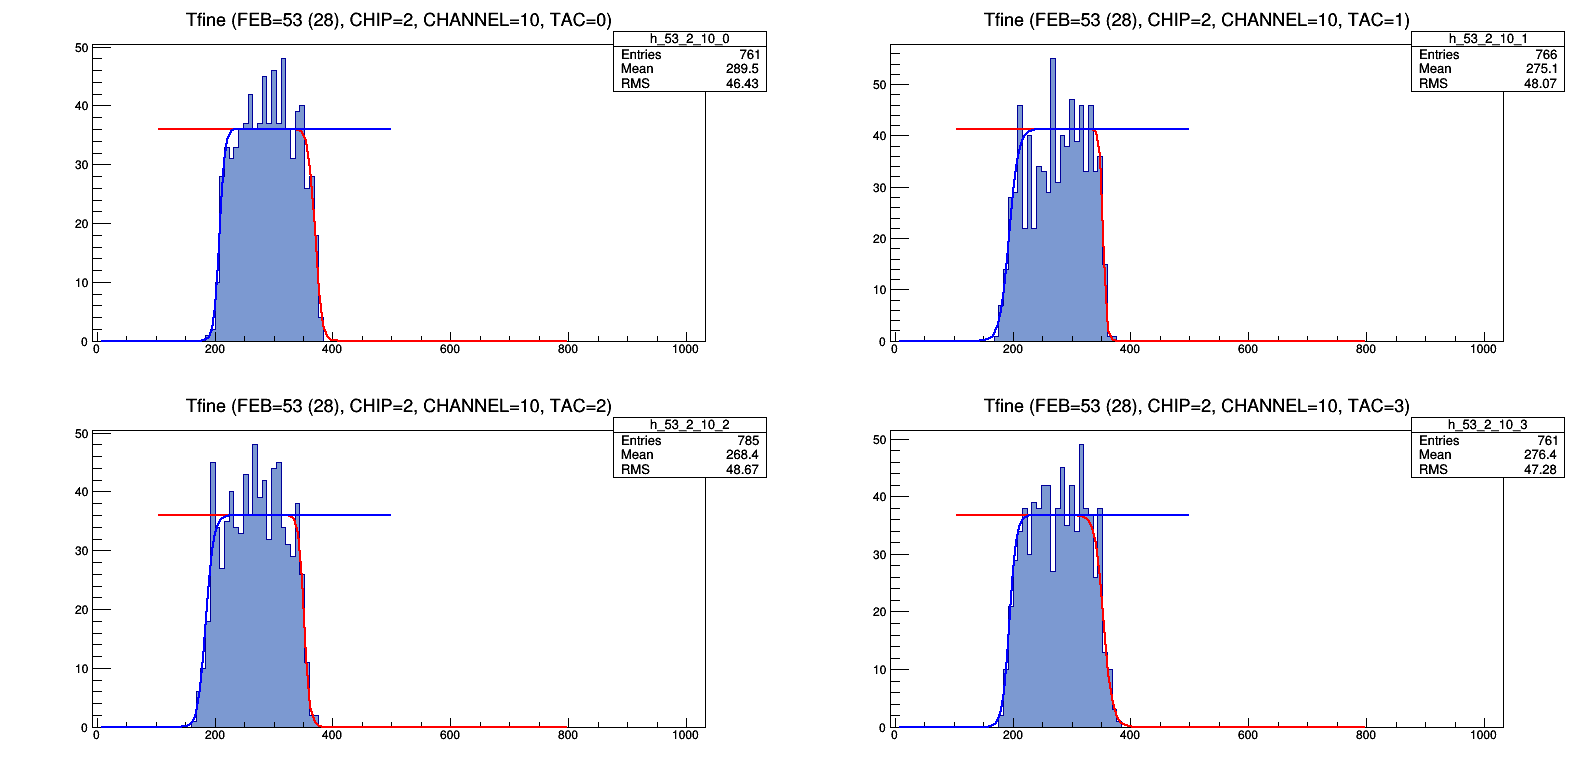 Tfine (FEB=53 (28), CHIP=2, CHANNEL=10, TAC=0)
h_53_2_10_0
Entries 761
Mean 289.5
RMS 46.43
50
40
30
20
10
0
0 200 400 600 800 1000
Tfine (FEB=53 (28), CHIP=2, CHANNEL=10, TAC=1)
h_53_2_10_1
Entries 766
Mean 275.1
RMS 48.07
50
40
30
20
10
0
0 200 400 600 800 1000
Tfine (FEB=53 (28), CHIP=2, CHANNEL=10, TAC=2)
h_53_2_10_2
Entries 785
Mean 268.4
RMS 48.67
50
40
30
20
10
0
0 200 400 600 800 1000
Tfine (FEB=53 (28), CHIP=2, CHANNEL=10, TAC=3)
h_53_2_10_3
Entries 761
Mean 276.4
RMS 47.28
50
40
30
20
10
0
0 200 400 600 800 1000